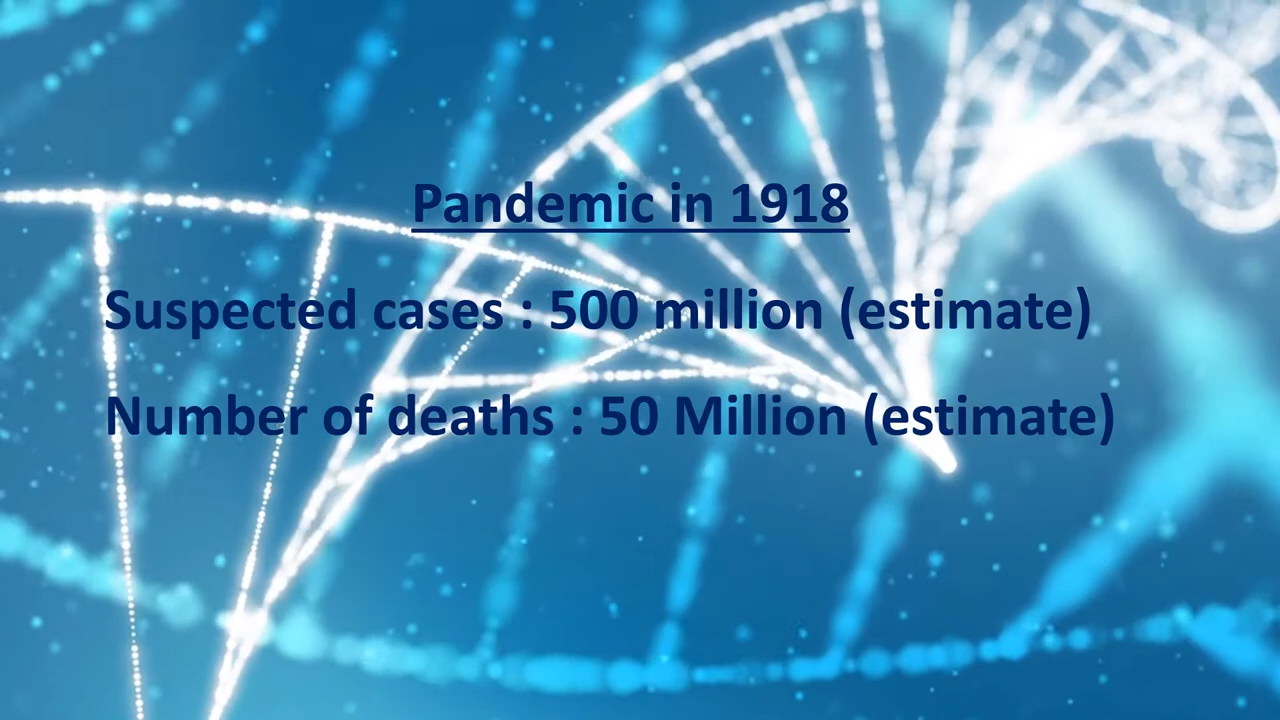 Pandemic in 1918
Suspected cases : 500 million (estimate)
Number of deaths : 50 Million (estimate)